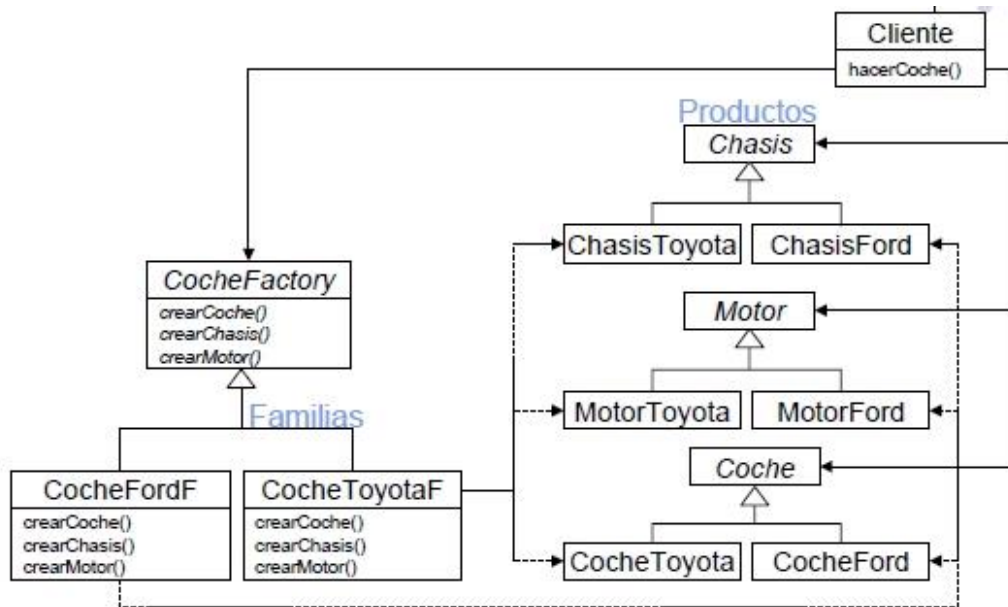 Cliente
hacerCoche()
Productos
Chasis
ChasisToyota
ChasisFord
CocheFactory
crearCoche()
crearChasis()
crearMotor()
Motor
MotorToyota
MotorFord
Familias
Coche
CocheFordF
crearCoche()
crearChasis()
crearMotor()
CocheToyotaF
crearCoche()
crearChasis()
crearMotor()
CocheToyota
CocheFord